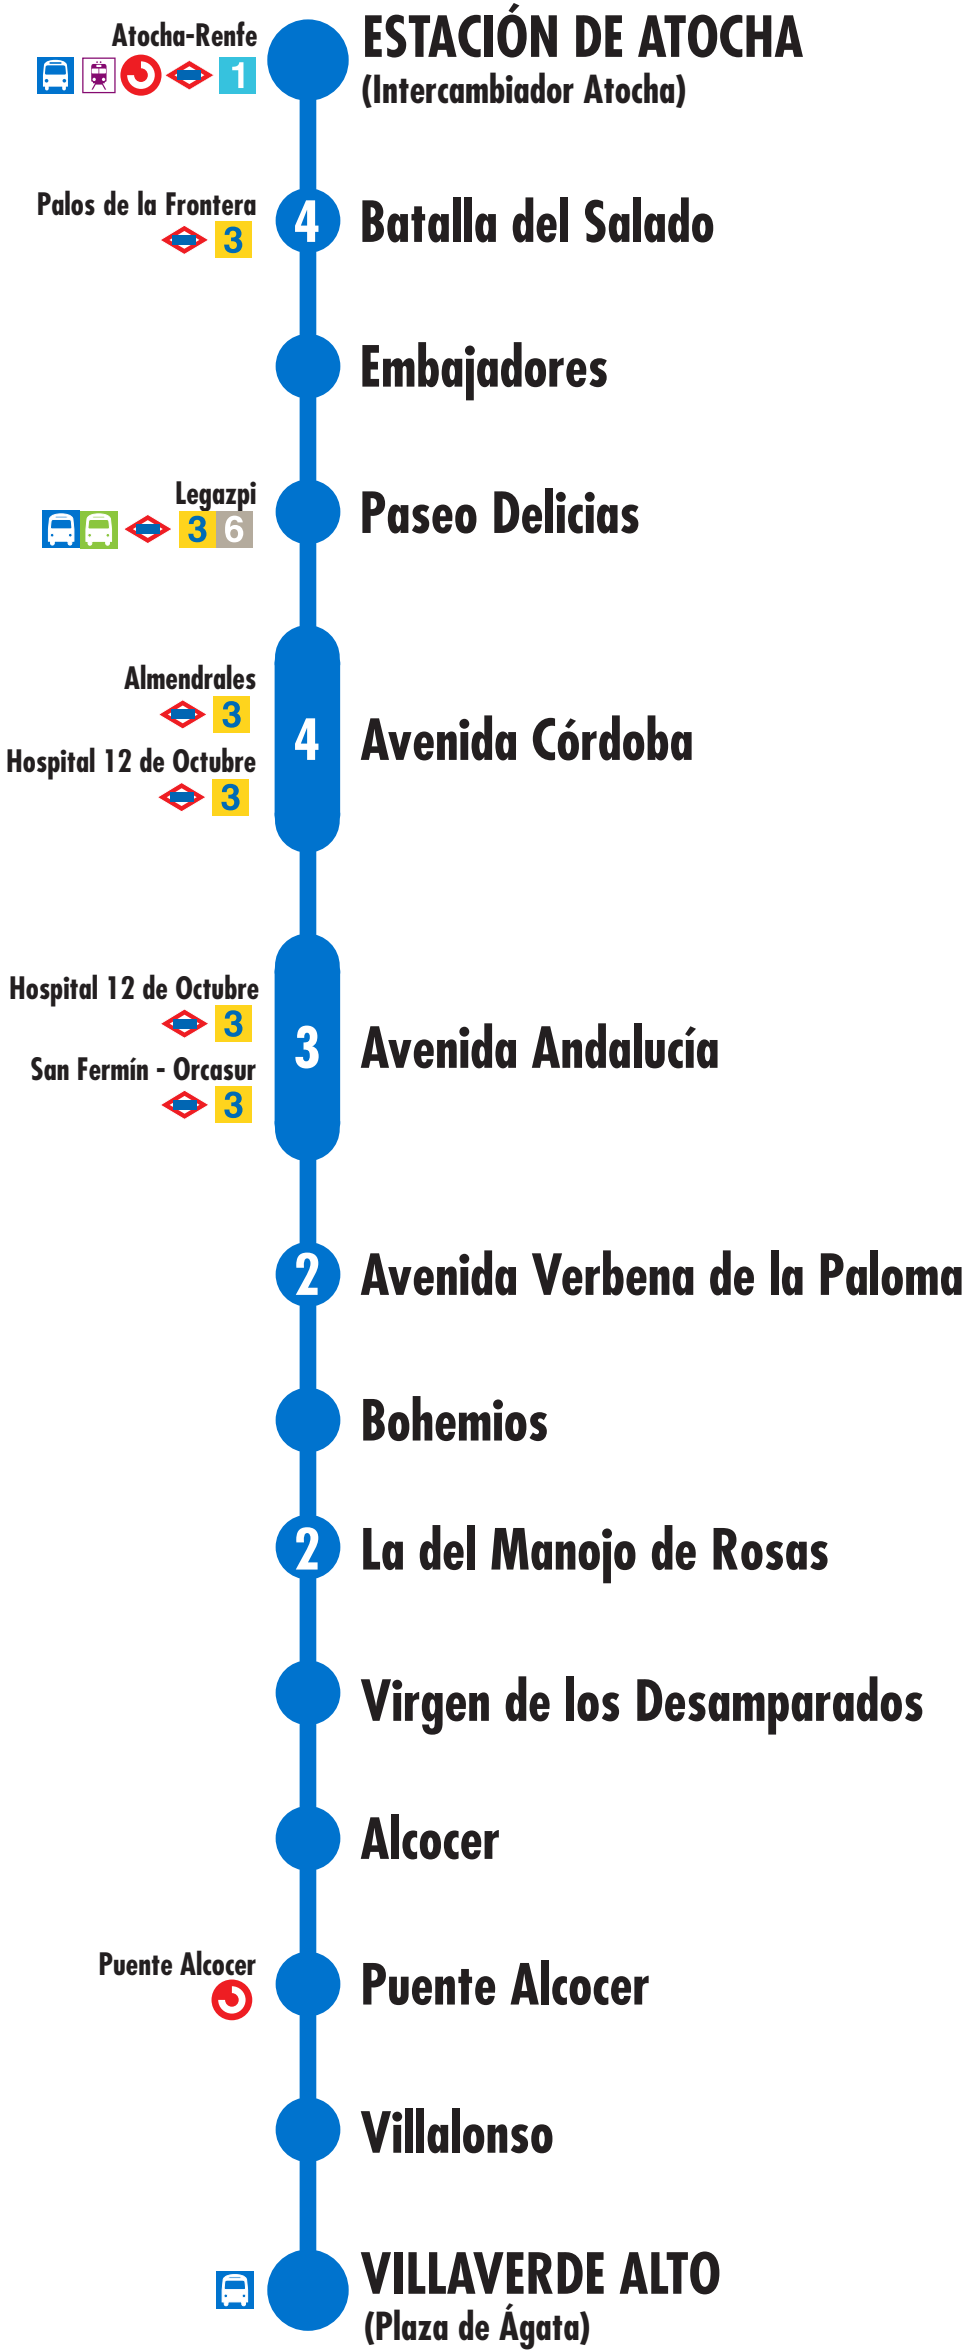 Atocha-Renfe
1
ESTACIÓN DE ATOCHA
(Intercambiador Atocha)
Palos de la Frontera
3
4
Batalla del Salado
Embajadores
Legazpi
3 6
Paseo Delicias
Almendrales
3
Hospital 12 de Octubre
3
4
Avenida Córdoba
Hospital 12 de Octubre
3
San Fermín - Orcasur
3
3
Avenida Andalucía
2
Avenida Verbena de la Paloma
Bohemios
2
La del Manojo de Rosas
Virgen de los Desamparados
Alcocer
Puente Alcocer
Puente Alcocer
Villalonso
VILLAVERDE ALTO
(Plaza de Ágata)